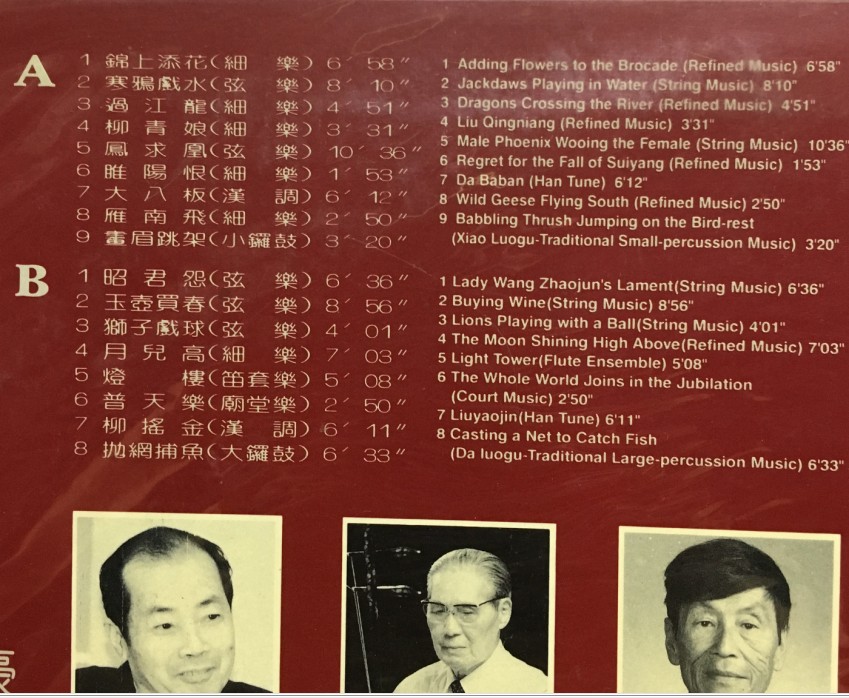 A
1 錦上添花(細 樂) 6′ 58″
2 寒鴉戲水(弦 樂) 8′ 10″
3 過江龍(細 樂) 4′ 51″
4 柳青娘(細 樂) 3′ 31″
5 鳳求凰(弦 樂) 10′ 36″
6 睢陽恨(細 樂) 1′ 53″
7 大八板(漢 調) 6′ 12″
8 雁南飛(細 樂) 2′ 50″
9 畫眉跳架(小鑼鼓) 3′ 20″
1 Adding Flowers to the Brocade (Refined Music) 6'58"
2 Jackdaws Playing in Water (String Music) 8'10"
3 Dragons Crossing the River (Refined Music) 4'51"
4 Liu Qingniang (Refined Music) 3'31"
5 Male Phoenix Wooing the Female (String Music) 10'36"
6 Regret for the Fall of Suiyang (Refined Music) 1'53"
7 Da Baban (Han Tune) 6'12"
8 Wild Geese Flying South (Refined Music) 2'50"
9 Babbling Thrush Jumping on the Bird-rest
(Xiao Luogu-Traditional Small-percussion Music) 3'20"
B
1 昭君怨(弦 樂) 6′ 36″
2 玉壺買春(弦 樂) 8′ 56″
3 獅子戲球(弦 樂) 4′ 01″
4 月兒高(細 樂) 7′ 03″
5 燈 樓(笛套樂) 5′ 08″
6 普天樂(廟堂樂) 2′ 50″
7 柳搖金(漢 調) 6′ 11″
8 拋網捕魚(大鑼鼓) 6′ 33″
1 Lady Wang Zhaojun's Lament(String Music) 6'36"
2 Buying Wine(String Music) 8'56"
3 Lions Playing with a Ball(String Music) 4'01"
4 The Moon Shining High Above(Refined Music) 7'03"
5 Light Tower(Flute Ensemble) 5'08"
6 The Whole World Joins in the Jubilation
(Court Music) 2'50"
7 Liuyaojin(Han Tune) 6'11"
8 Casting a Net to Catch Fish
(Da luogu-Traditional Large-percussion Music) 6'33"